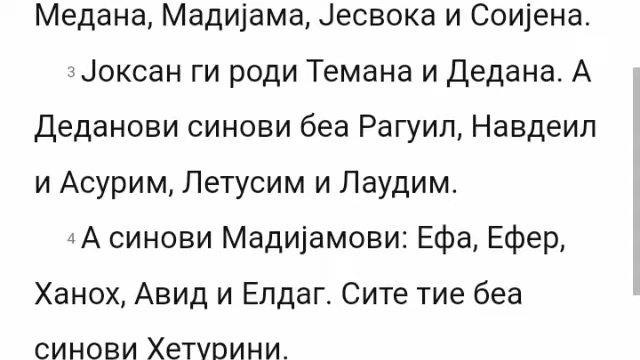 Медана, Мадијама, Јесвока и Соијена.
3 Јоксан ги роди Темана и Дедана. А
Деданови синови беа Рагуил, Навдеил
и Асурим, Летусим и Лаудим.
4 А синови Мадијамови: Ефа, Ефер,
Ханох, Авид и Елдаг. Сите тие беа
синови Хетурини.